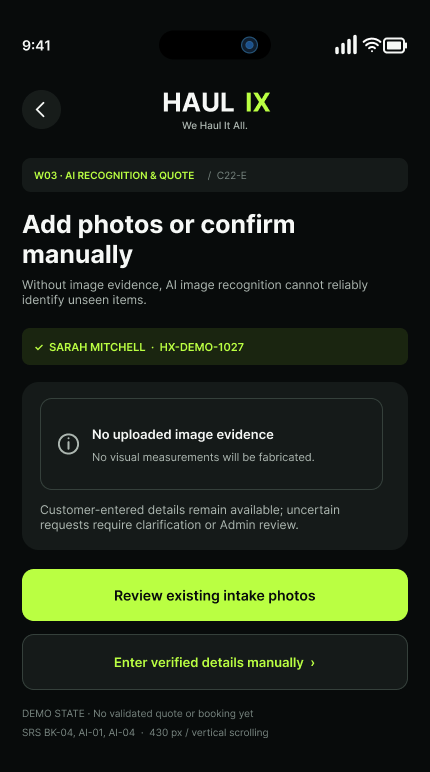 9:41
HAUL IX
We Haul It All.
W03 · AI RECOGNITION & QUOTE / C22-E
Add photos or confirm
manually
Without image evidence, AI image recognition cannot reliably
identify unseen items.
✓ SARAH MITCHELL · HX-DEMO-1027
No uploaded image evidence
No visual measurements will be fabricated.
Customer-entered details remain available; uncertain
requests require clarification or Admin review.
Review existing intake photos
Enter verified details manually ›
DEMO STATE · No validated quote or booking yet
SRS BK-04, AI-01, AI-04 · 430 px / vertical scrolling